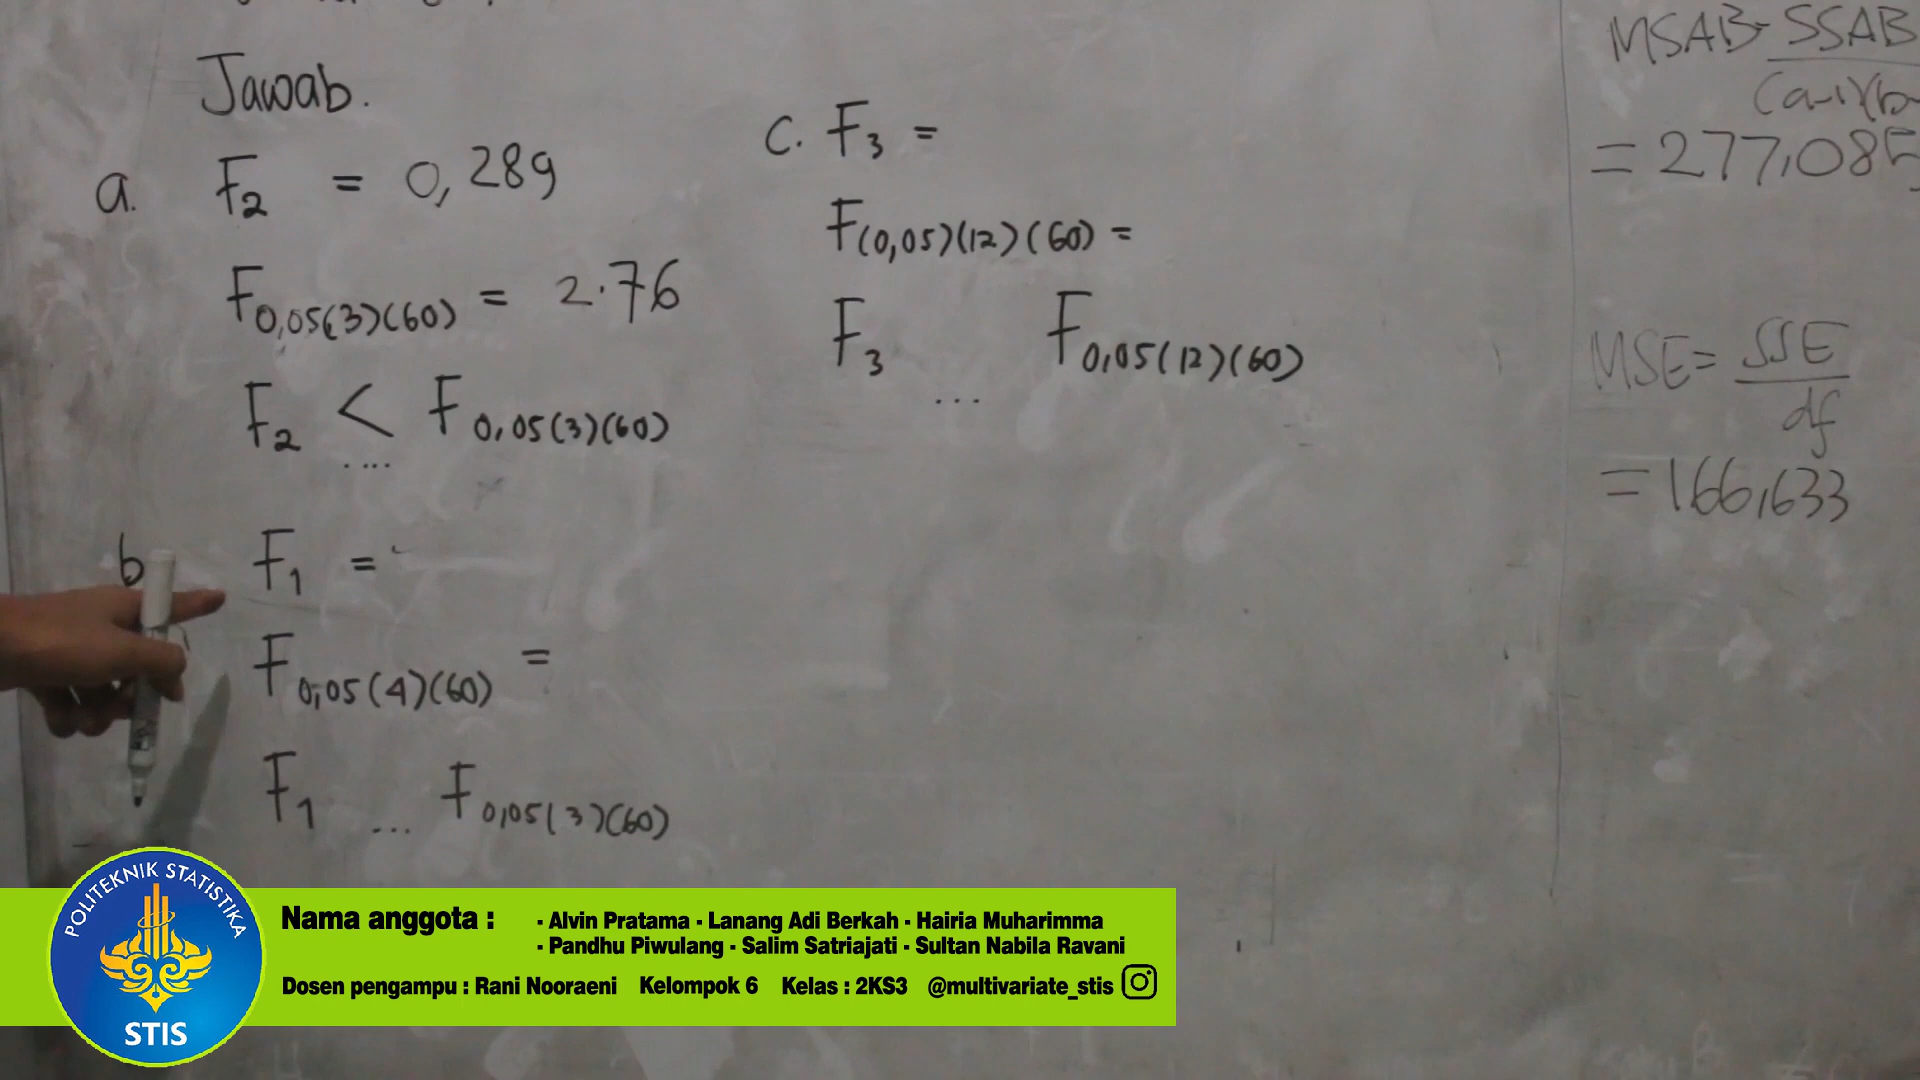 Jawab.
a. F2 = 0,289
F0,05(3)(60) = 2.76
F2 < F0,05(3)(60)
....
b F1 =
F0,05(4)(60) =
F1 ... F0,05(3)(60)
C. F3 =
F(0,05)(12)(60) =
F3 ... F0,05(12)(60)
MSAB = SSAB
(a-1)(b-
= 277,085
MSE = SSE
df
= 166,633
POLITEKNIK STATISTIKA
STIS
Nama anggota : - Alvin Pratama - Lanang Adi Berkah - Hairia Muharimma
- Pandhu Piwulang - Salim Satriajati - Sultan Nabila Ravani
Dosen pengampu : Rani Nooraeni Kelompok 6 Kelas : 2KS3 @multivariate_stis